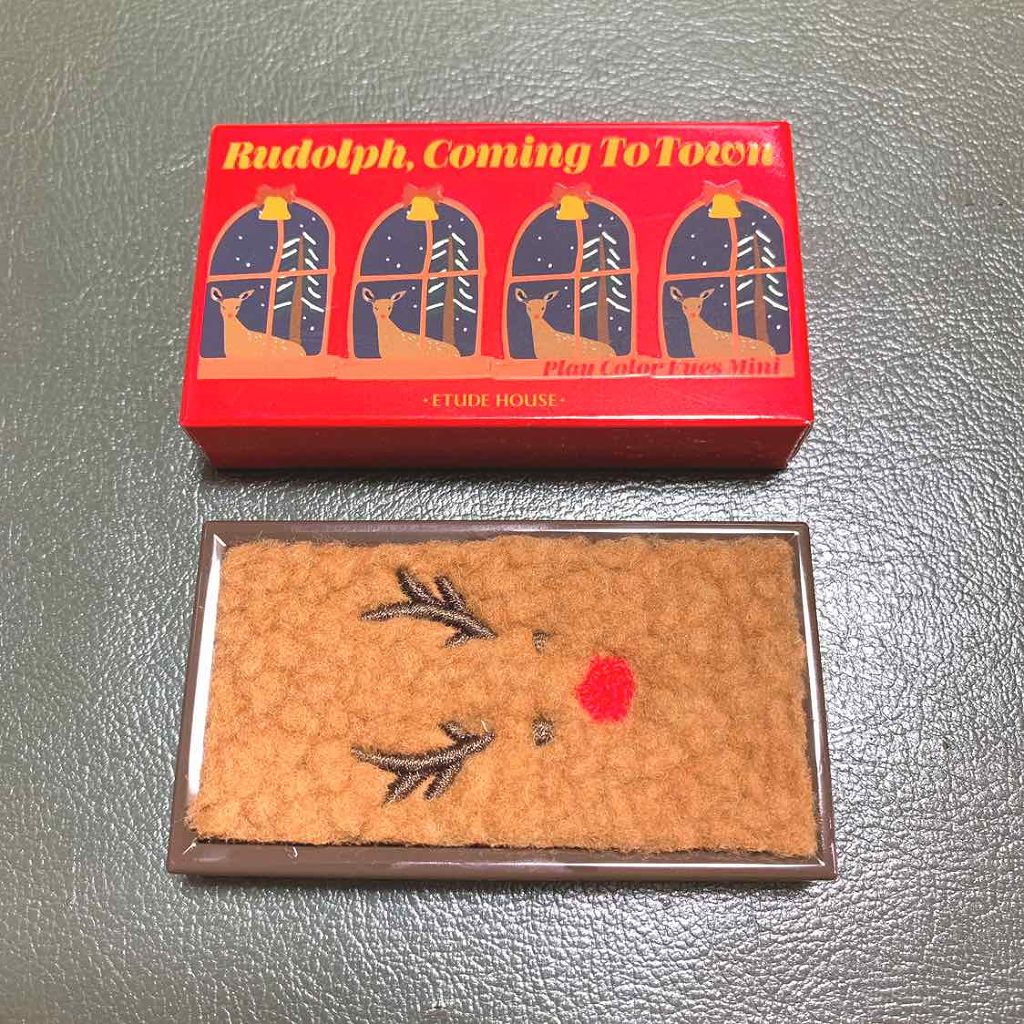 Rudolph, Coming To Town
Play Color Eyes Mini
·ETUDE HOUSE·